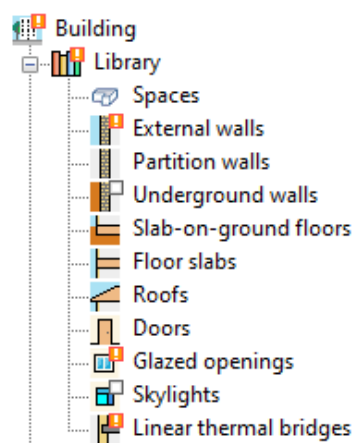 Building
Library
Spaces
External walls
Partition walls
Underground walls
Slab-on-ground floors
Floor slabs
Roofs
Doors
Glazed openings
Skylights
Linear thermal bridges